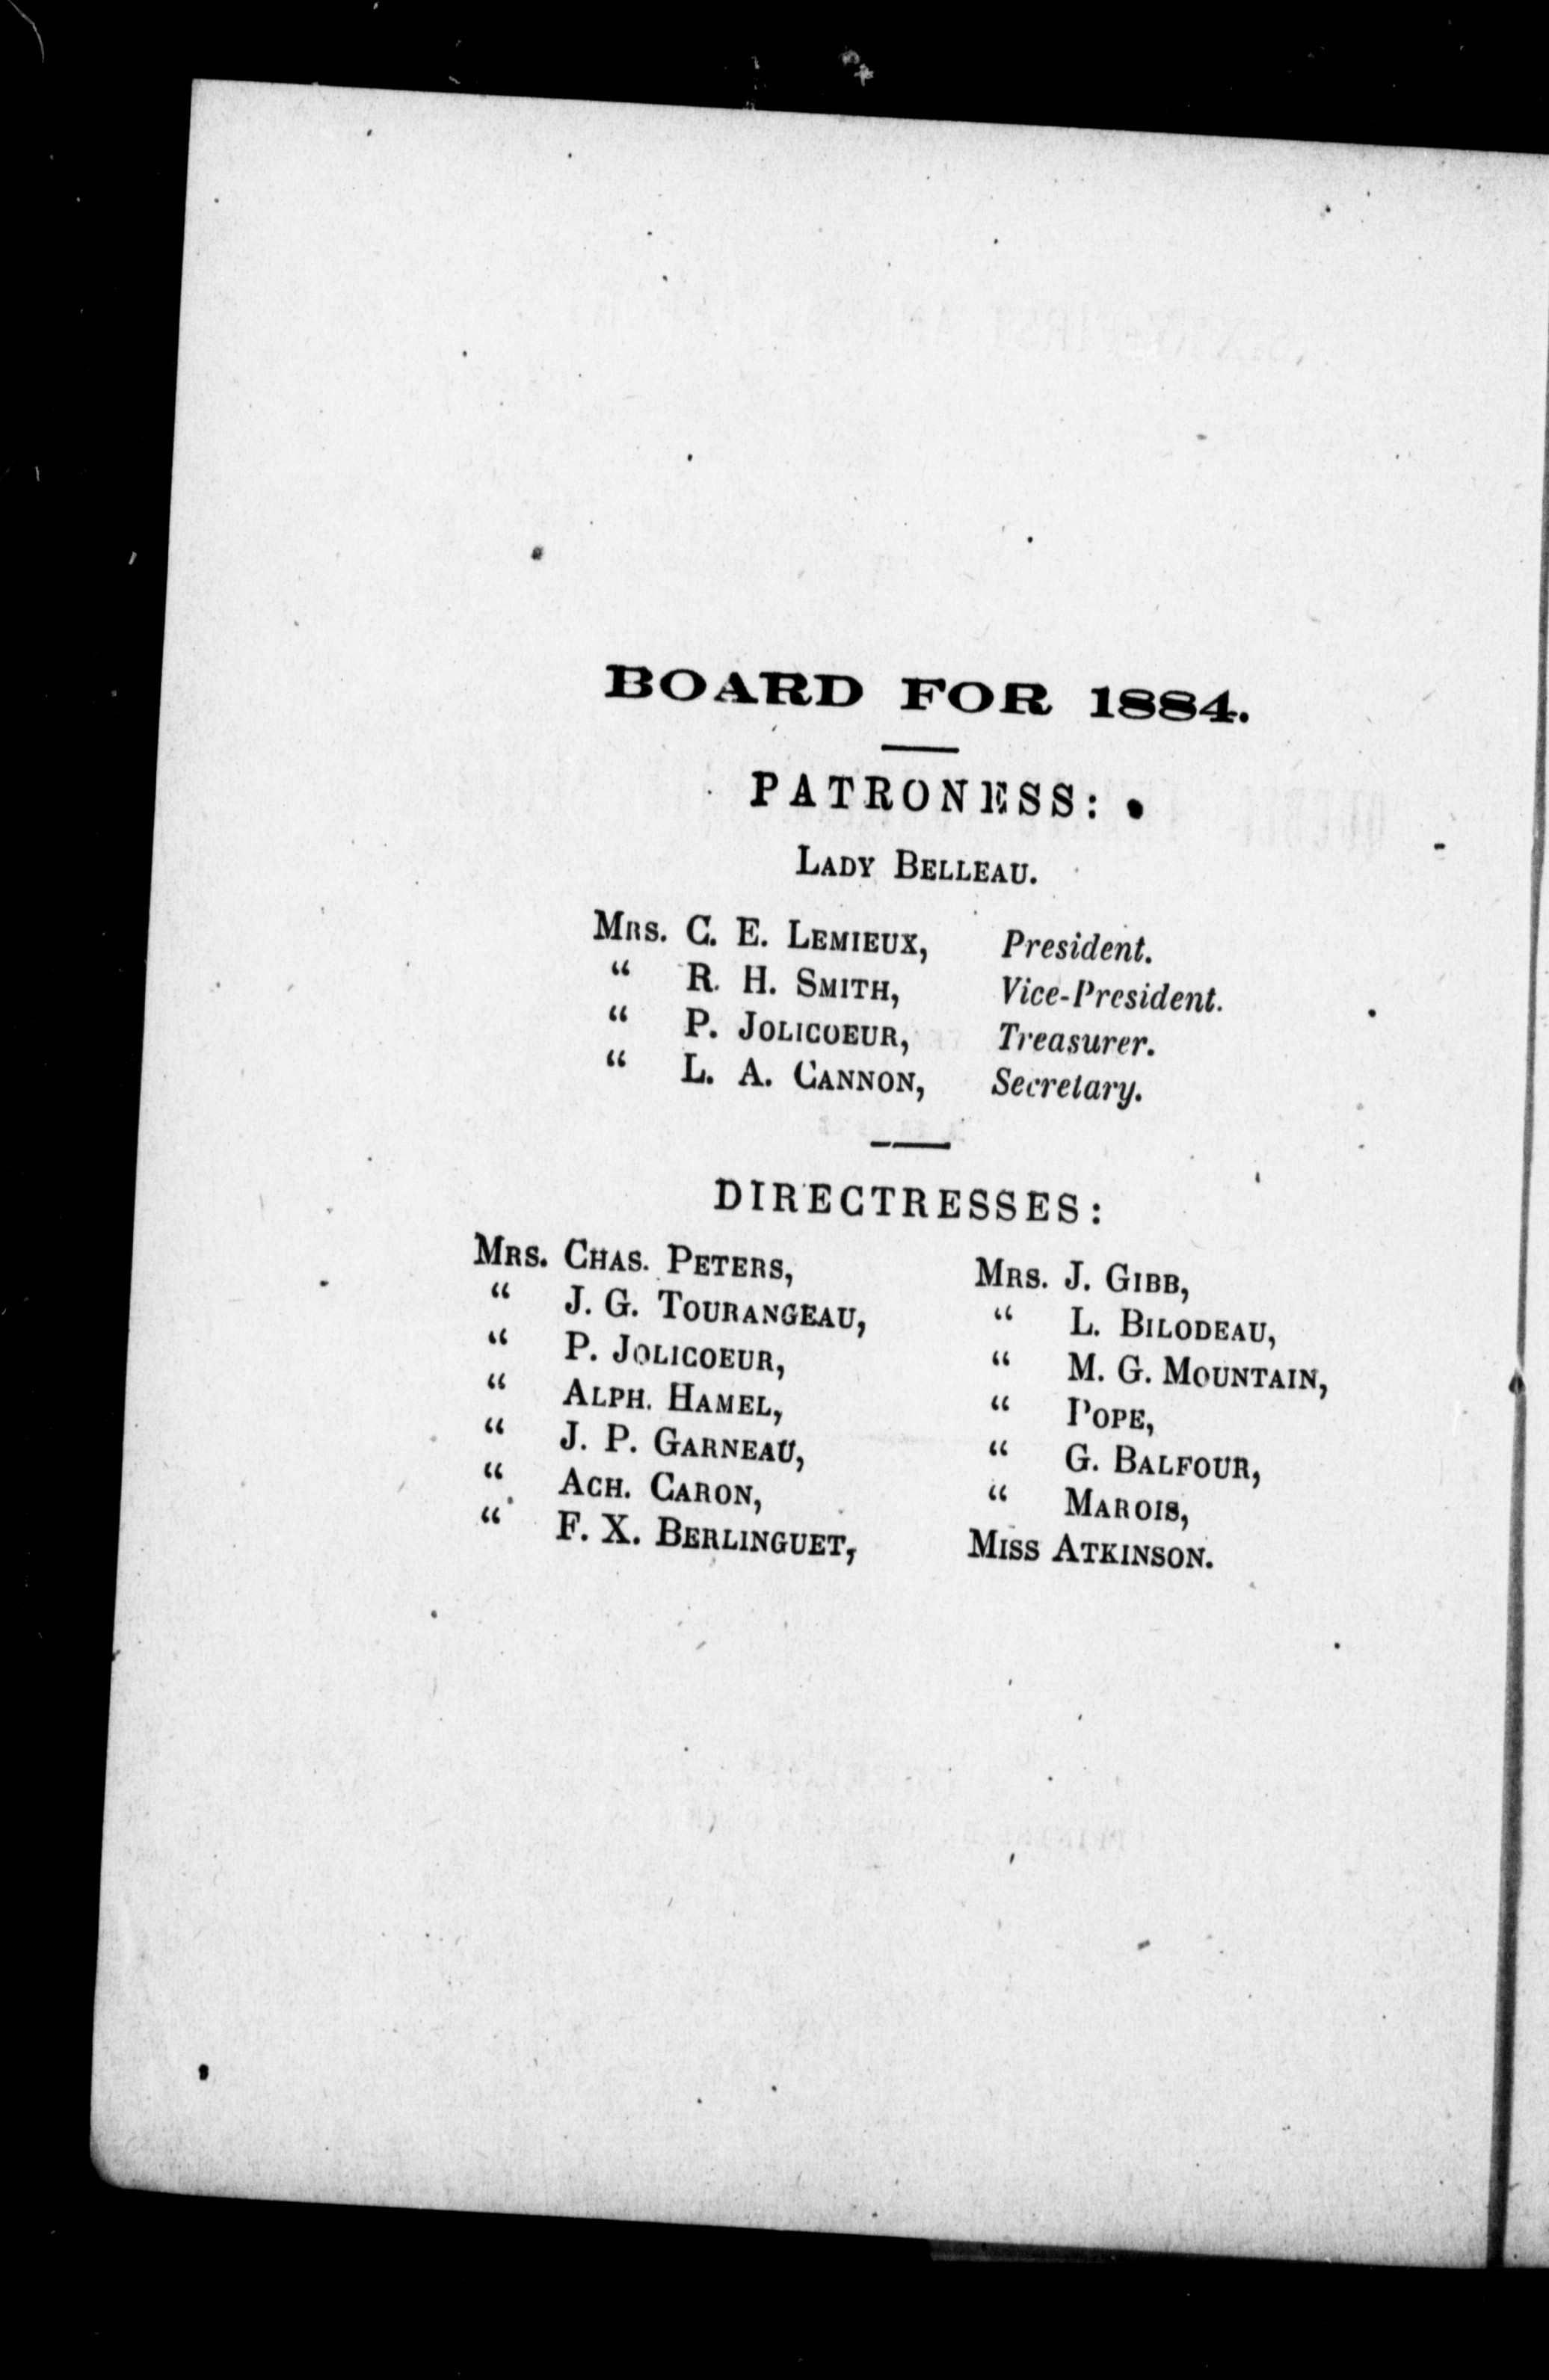 BOARD FOR 1884.
PATRONESS:
LADY BELLEAU.
MRS. C. E. LEMIEUX, President.
“ R. H. SMITH, Vice-President.
“ P. JOLICOEUR, Treasurer.
“ L. A. CANNON, Secretary.
DIRECTRESSES:
MRS. CHAS. PETERS,
“ J. G. TOURANGEAU,
“ P. JOLICOEUR,
“ ALPH. HAMEL,
“ J. P. GARNEAU,
“ ACH. CARON,
“ F. X. BERLINGUET,
MRS. J. GIBB,
“ L. BILODEAU,
“ M. G. MOUNTAIN,
“ POPE,
“ G. BALFOUR,
“ MAROIS,
MISS ATKINSON.